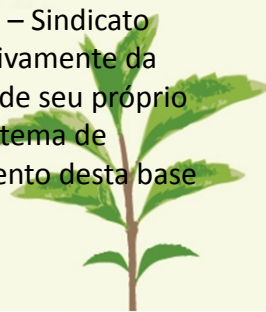 – Sindicato
ivamente da
de seu próprio
tema de
ento desta base